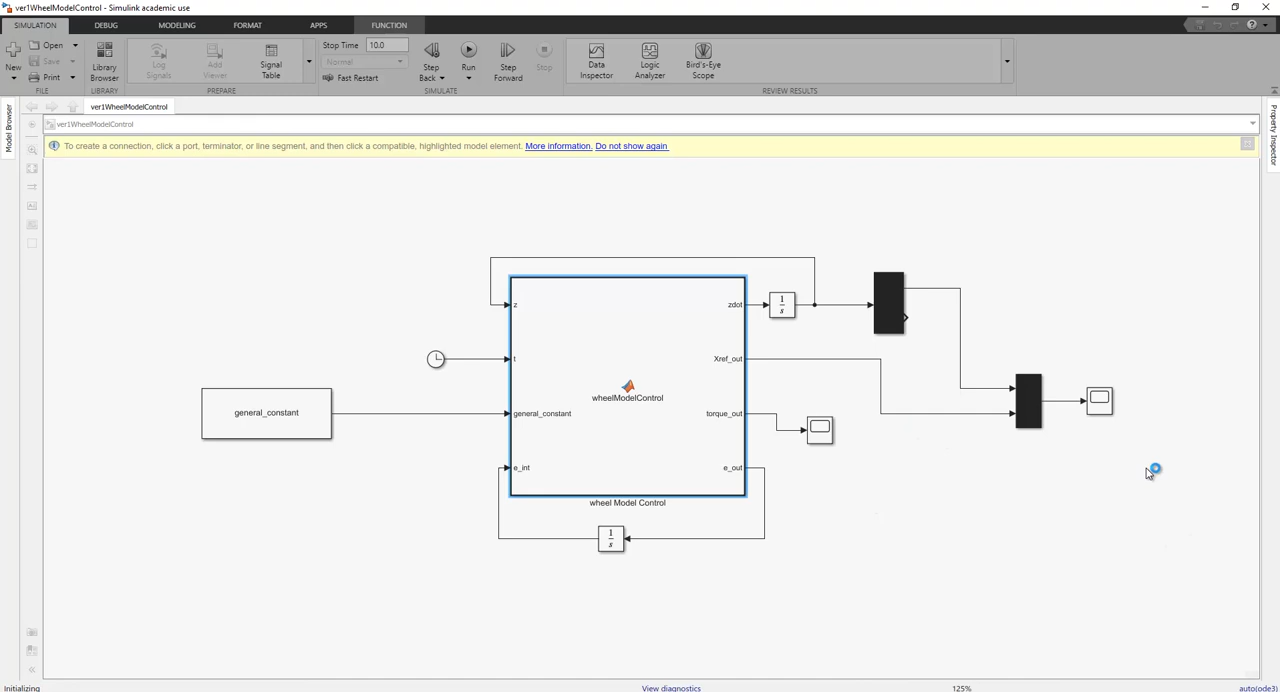 ver1WheelModelControl - Simulink academic use
SIMULATION DEBUG MODELING FORMAT APPS FUNCTION
New
Open
Save
Print
FILE
Library Browser
LIBRARY
Log Signals
Add Viewer
Signal Table
PREPARE
Stop Time 10.0
Normal
Fast Restart
Step Back
Run
Step Forward
Stop
SIMULATE
Data Inspector
Logic Analyzer
Bird's-Eye Scope
REVIEW RESULTS
Model Browser
ver1WheelModelControl
ver1WheelModelControl
Property Inspector
To create a connection, click a port, terminator, or line segment, and then click a compatible, highlighted model element. More information. Do not show again
z
zdot
1
s
t
Xref_out
wheelModelControl
general_constant
general_constant
torque_out
e_int
e_out
wheel Model Control
1
s
Initializing
View diagnostics
125%
auto(ode3)